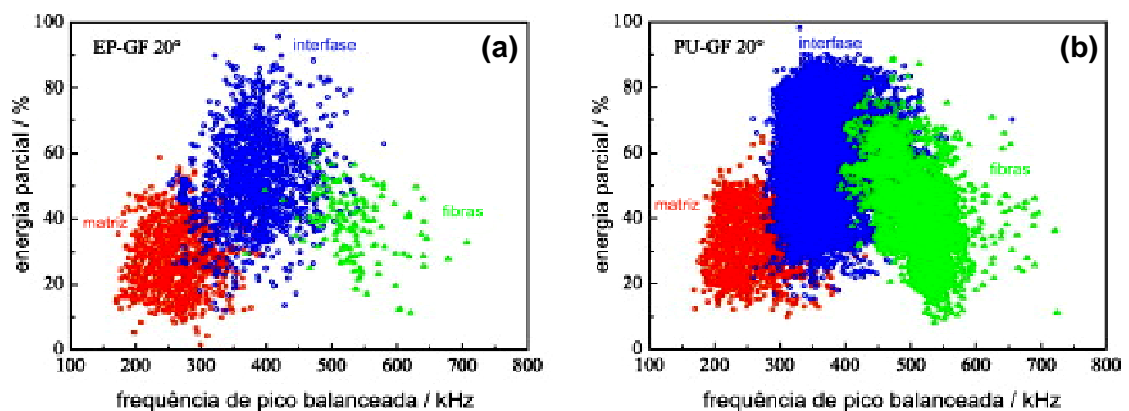 EP-GF 20°
interfase
(a)
matriz
fibras
energia parcial / %
100
80
60
40
20
0
100 200 300 400 500 600 700 800
frequência de pico balanceada / kHz
PU-GF 20°
interfase
(b)
matriz
fibras
energia parcial / %
100
80
60
40
20
0
100 200 300 400 500 600 700 800
frequência de pico balanceada / kHz